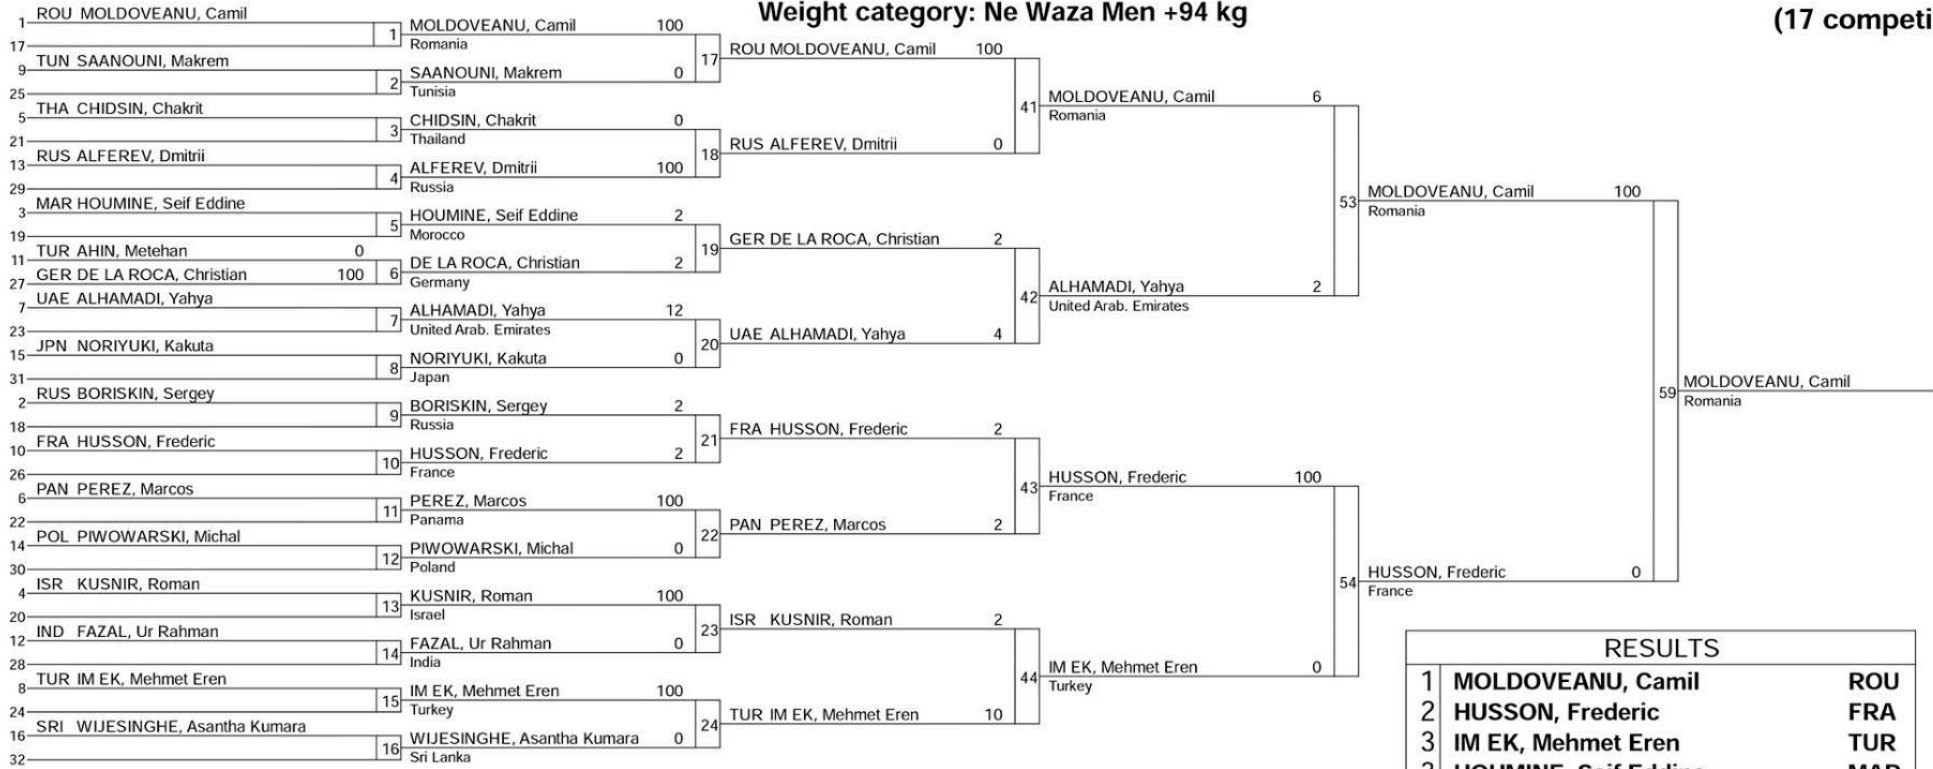 Weight category: Ne Waza Men +94 kg
(17 competi
1 ROU MOLDOVEANU, Camil
17
9 TUN SAANOUNI, Makrem
25
5 THA CHIDSIN, Chakrit
21
13 RUS ALFEREV, Dmitrii
29
3 MAR HOUMINE, Seif Eddine
19
11 TUR AHIN, Metehan 0
27 GER DE LA ROCA, Christian 100
7 UAE ALHAMADI, Yahya
23
15 JPN NORIYUKI, Kakuta
31
2 RUS BORISKIN, Sergey
18
10 FRA HUSSON, Frederic
26
6 PAN PEREZ, Marcos
22
14 POL PIWOWARSKI, Michal
30
4 ISR KUSNIR, Roman
20
12 IND FAZAL, Ur Rahman
28
8 TUR IM EK, Mehmet Eren
24
16 SRI WIJESINGHE, Asantha Kumara
32
1 MOLDOVEANU, Camil 100
Romania
2 SAANOUNI, Makrem 0
Tunisia
3 CHIDSIN, Chakrit 0
Thailand
4 ALFEREV, Dmitrii 100
Russia
5 HOUMINE, Seif Eddine 2
Morocco
6 DE LA ROCA, Christian 2
Germany
7 ALHAMADI, Yahya 12
United Arab. Emirates
8 NORIYUKI, Kakuta 0
Japan
9 BORISKIN, Sergey 2
Russia
10 HUSSON, Frederic 2
France
11 PEREZ, Marcos 100
Panama
12 PIWOWARSKI, Michal 0
Poland
13 KUSNIR, Roman 100
Israel
14 FAZAL, Ur Rahman 0
India
15 IM EK, Mehmet Eren 100
Turkey
16 WIJESINGHE, Asantha Kumara 0
Sri Lanka
17 ROU MOLDOVEANU, Camil 100
18 RUS ALFEREV, Dmitrii 0
19 GER DE LA ROCA, Christian 2
20 UAE ALHAMADI, Yahya 4
21 FRA HUSSON, Frederic 2
22 PAN PEREZ, Marcos 2
23 ISR KUSNIR, Roman 2
24 TUR IM EK, Mehmet Eren 10
41 MOLDOVEANU, Camil 6
Romania
42 ALHAMADI, Yahya 2
United Arab. Emirates
43 HUSSON, Frederic 100
France
44 IM EK, Mehmet Eren 0
Turkey
53 MOLDOVEANU, Camil 100
Romania
54 HUSSON, Frederic 0
France
59 MOLDOVEANU, Camil
Romania
RESULTS
1 MOLDOVEANU, Camil ROU
2 HUSSON, Frederic FRA
3 IM EK, Mehmet Eren TUR
3 HOUMINE, Seif Eddine MAR